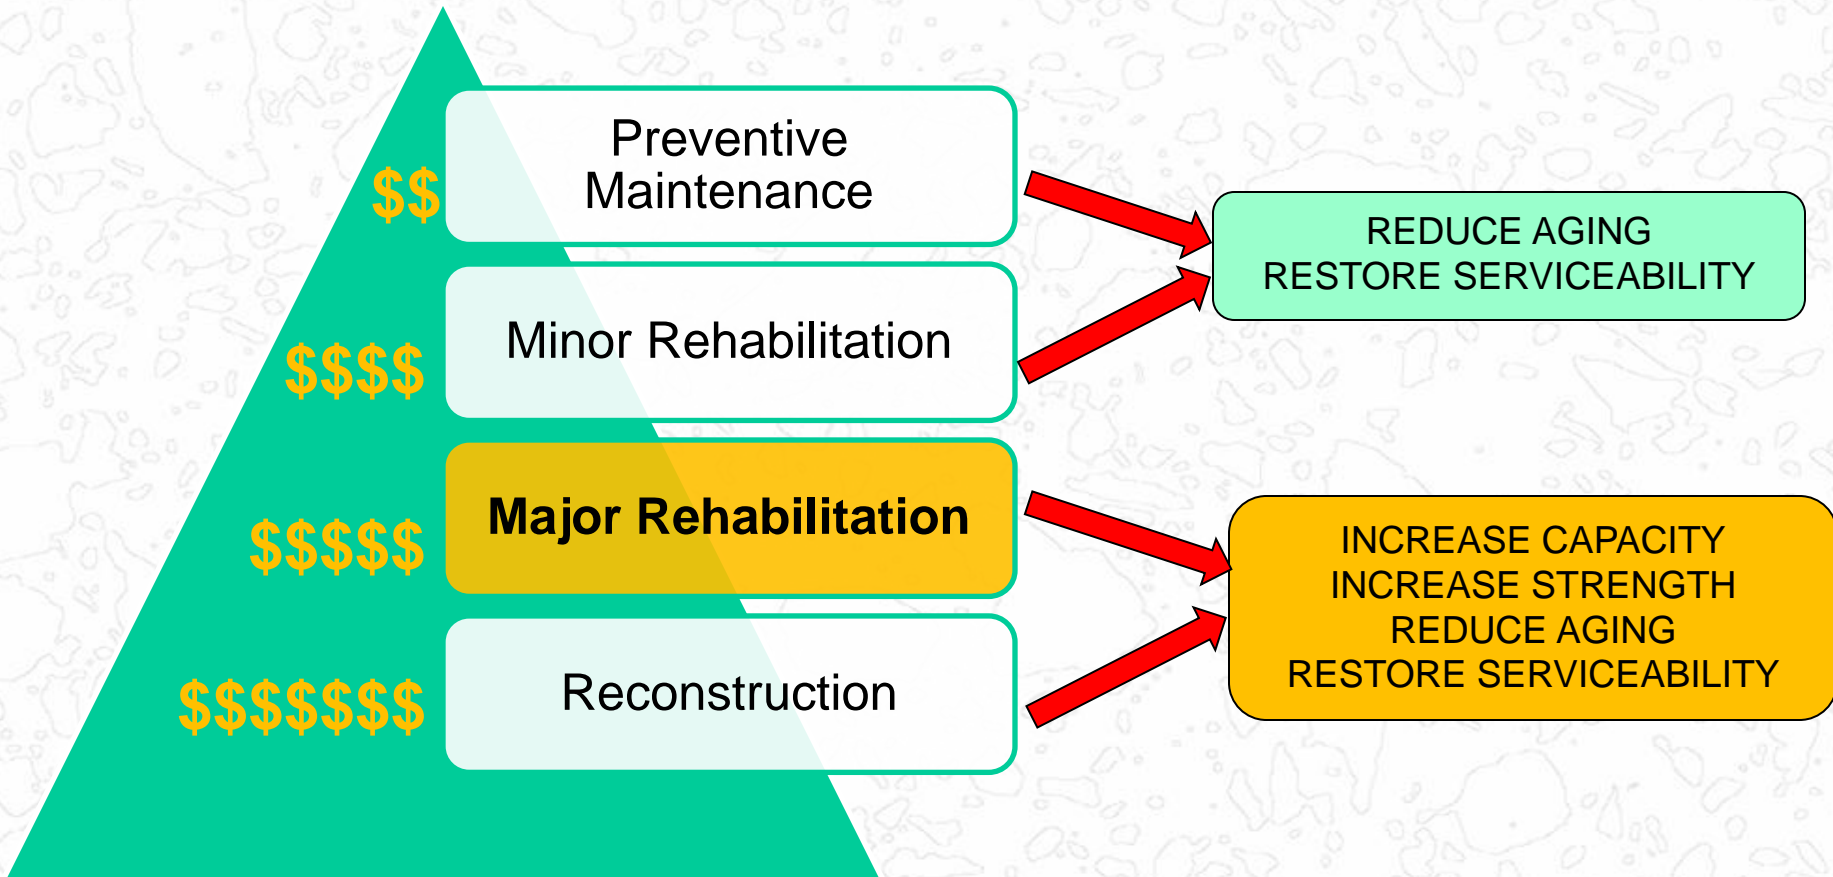 Preventive
Maintenance
$$
REDUCE AGING
RESTORE SERVICEABILITY
Minor Rehabilitation
$$$$
Major Rehabilitation
$$$$$
INCREASE CAPACITY
INCREASE STRENGTH
REDUCE AGING
RESTORE SERVICEABILITY
Reconstruction
$$$$$$$